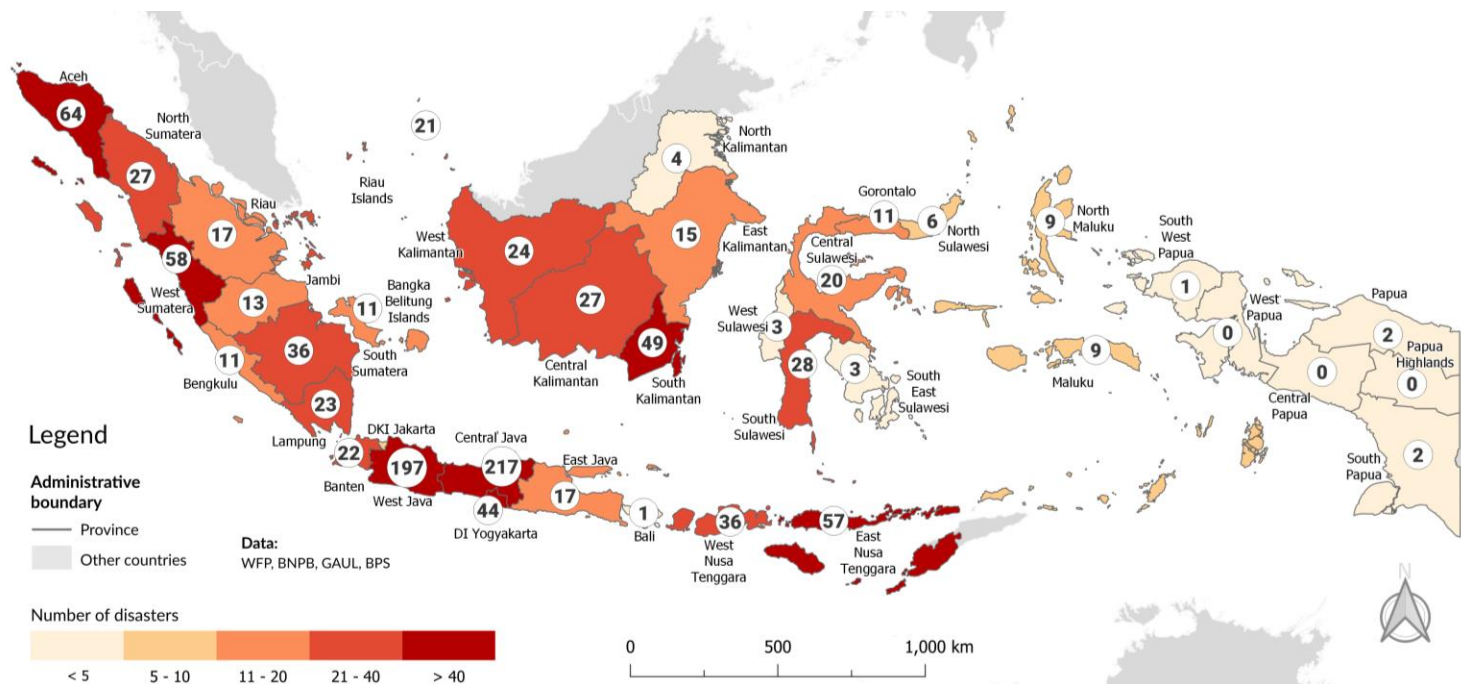 Aceh
64
North
Sumatera
27
21
Riau
Islands
Riau
17
58
West
Sumatera
Jambi
13
Bangka
Belitung
Islands
11
36
South
Sumatera
11
Bengkulu
23
Lampung
North
Kalimantan
4
West
Kalimantan
24
East
Kalimantan
15
27
Central
Kalimantan
49
South
Kalimantan
Gorontalo
11
6
North
Sulawesi
Central
Sulawesi
20
West
Sulawesi
3
28
South
Sulawesi
3
South
East
Sulawesi
9
North
Maluku
9
Maluku
South
West
Papua
1
West
Papua
0
Papua
2
Papua
Highlands
0
0
Central
Papua
South
Papua
2
DKI Jakarta
22
Banten
197
West Java
Central Java
217
44
DI Yogyakarta
East Java
17
1
Bali
36
West
Nusa
Tenggara
57
East
Nusa
Tenggara
Legend
Administrative
boundary
Province
Other countries
Data:
WFP, BNPB, GAUL, BPS
Number of disasters
< 5 5 - 10 11 - 20 21 - 40 > 40
0 500 1,000 km
N